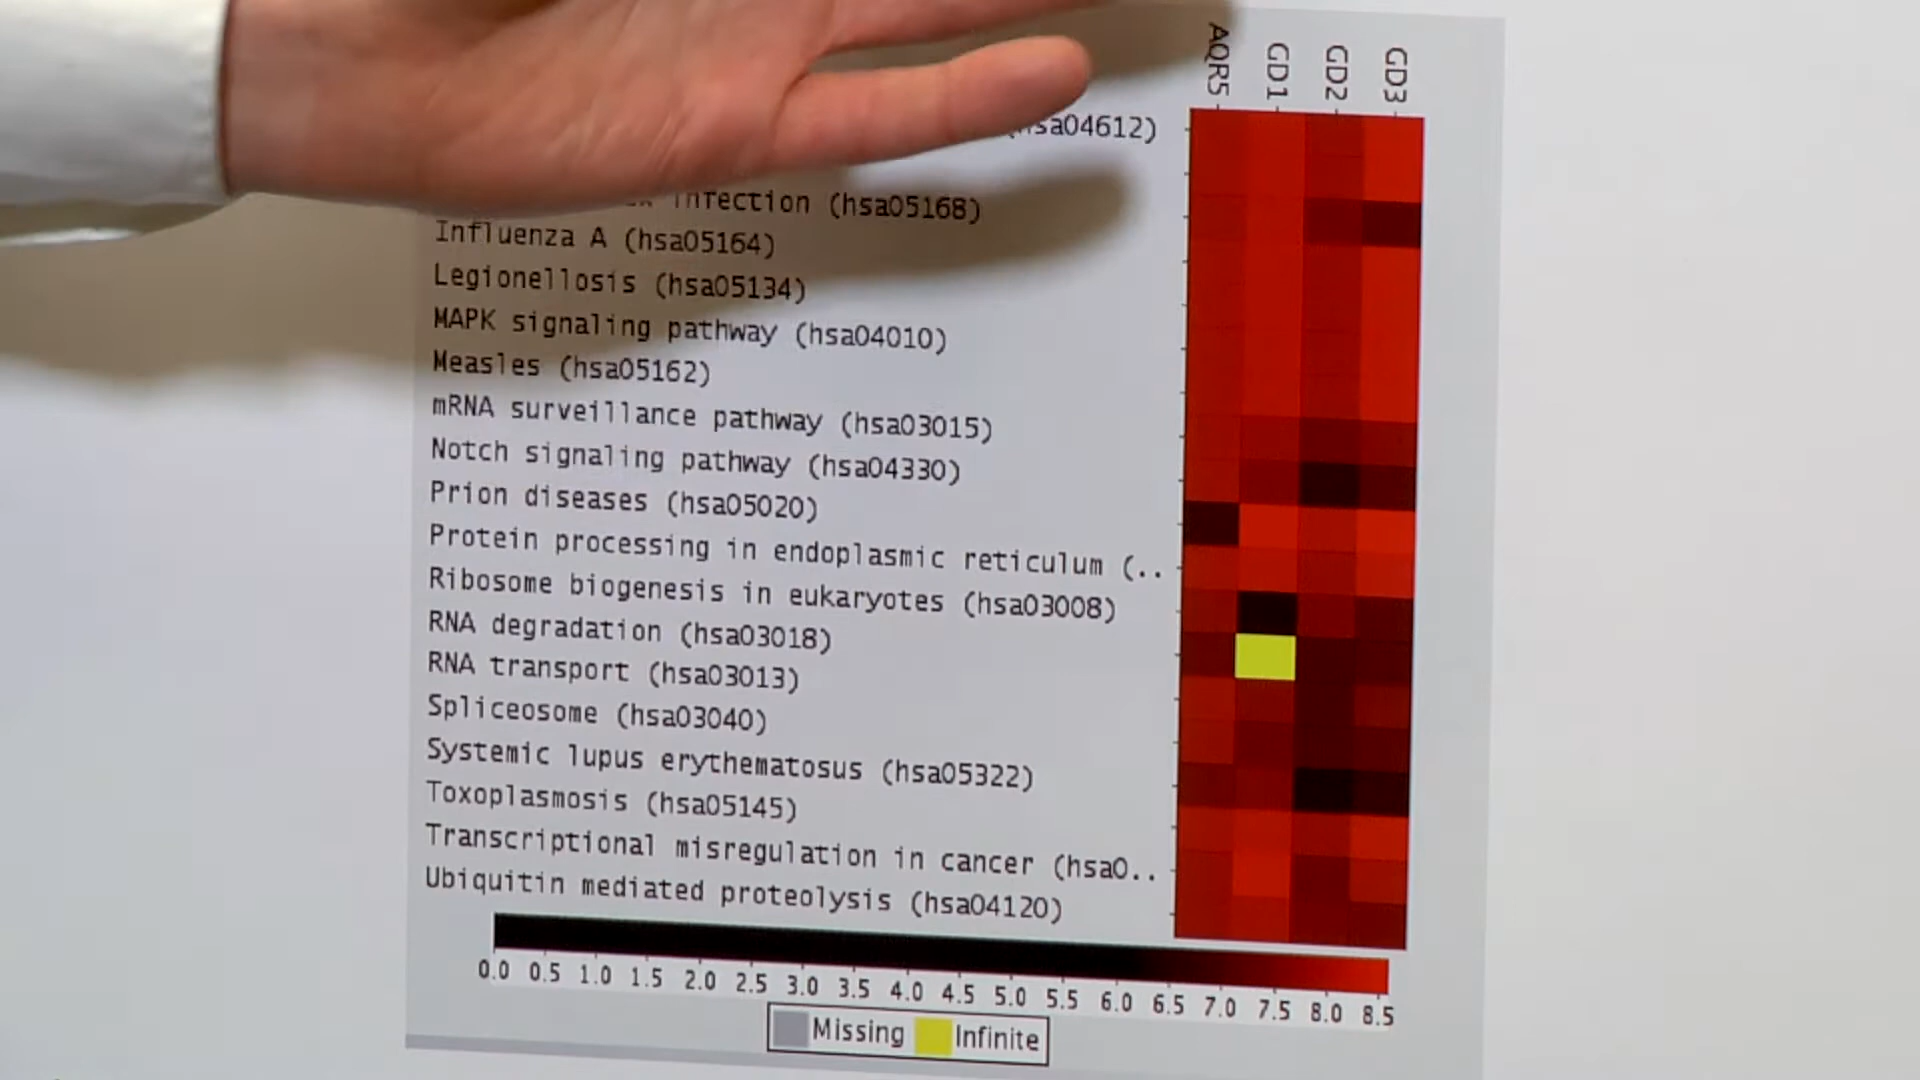 AQR5 GD1 GD2 GD3
hsa04612)
infection (hsa05168)
Influenza A (hsa05164)
Legionellosis (hsa05134)
MAPK signaling pathway (hsa04010)
Measles (hsa05162)
mRNA surveillance pathway (hsa03015)
Notch signaling pathway (hsa04330)
Prion diseases (hsa05020)
Protein processing in endoplasmic reticulum (..
Ribosome biogenesis in eukaryotes (hsa03008)
RNA degradation (hsa03018)
RNA transport (hsa03013)
Spliceosome (hsa03040)
Systemic lupus erythematosus (hsa05322)
Toxoplasmosis (hsa05145)
Transcriptional misregulation in cancer (hsa0..
Ubiquitin mediated proteolysis (hsa04120)
0.0 0.5 1.0 1.5 2.0 2.5 3.0 3.5 4.0 4.5 5.0 5.5 6.0 6.5 7.0 7.5 8.0 8.5
Missing Infinite